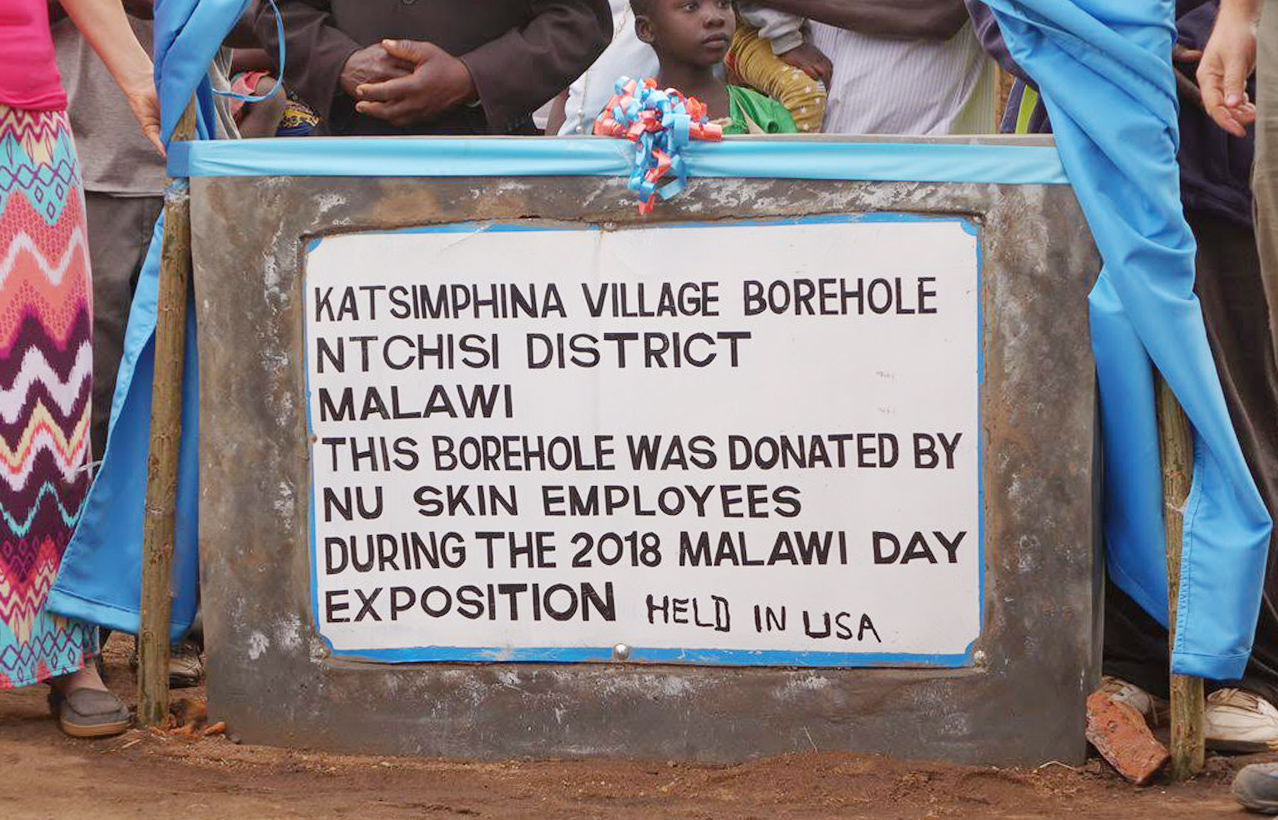 KATSIMPHINA VILLAGE BOREHOLE
NTCHISI DISTRICT
MALAWI
THIS BOREHOLE WAS DONATED BY
NU SKIN EMPLOYEES
DURING THE 2018 MALAWI DAY
EXPOSITION HELD IN USA